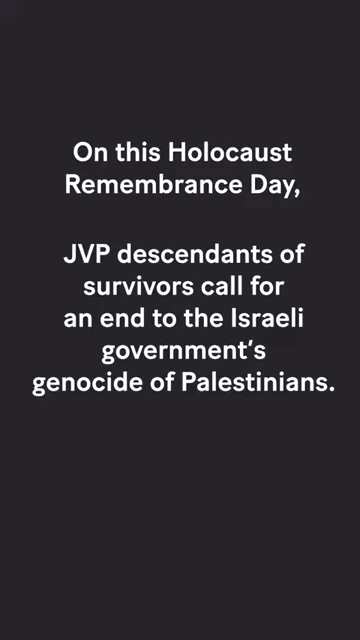 On this Holocaust
Remembrance Day,
JVP descendants of
survivors call for
an end to the Israeli
government’s
genocide of Palestinians.